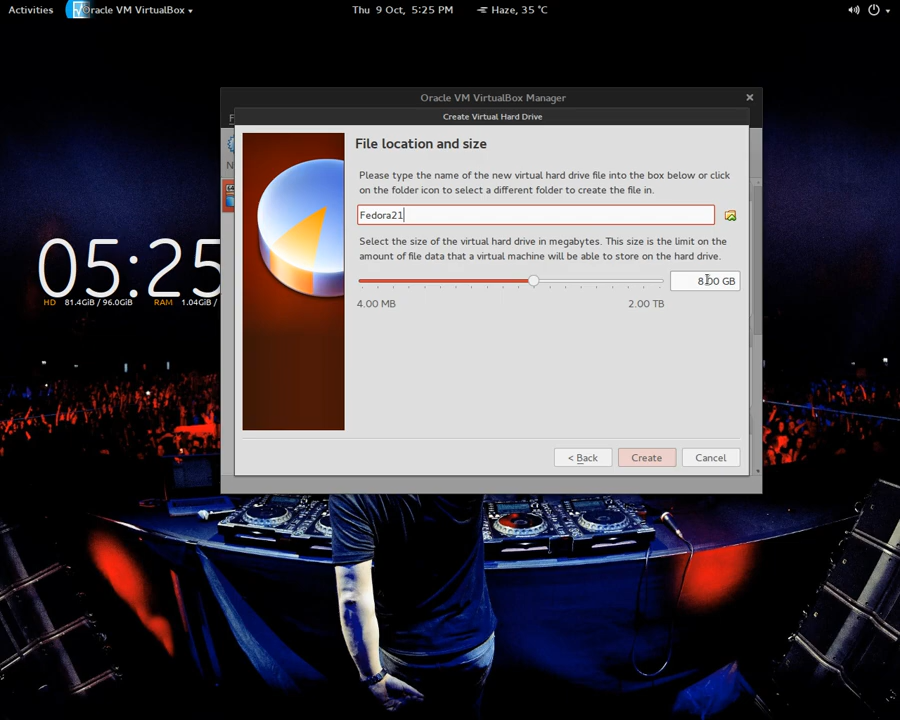 Activities
Oracle VM VirtualBox
Thu 9 Oct, 5:25 PM
Haze, 35 °C
Oracle VM VirtualBox Manager
Create Virtual Hard Drive
File location and size
Please type the name of the new virtual hard drive file into the box below or click
on the folder icon to select a different folder to create the file in.
Fedora21
Select the size of the virtual hard drive in megabytes. This size is the limit on the
amount of file data that a virtual machine will be able to store on the hard drive.
8.00 GB
4.00 MB
2.00 TB
05:25
HD 81.4GiB / 96.0GiB RAM 1.04GiB /
< Back
Create
Cancel